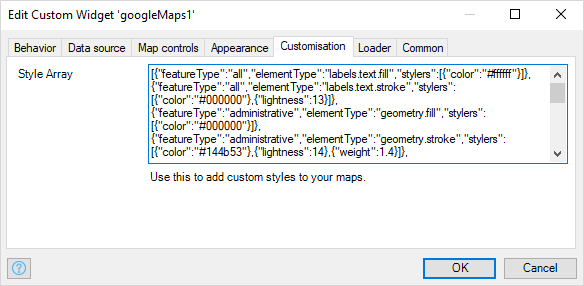 Edit Custom Widget 'googleMaps1'
Behavior Data source Map controls Appearance Customisation Loader Common
Style Array
[{"featureType":"all","elementType":"labels.text.fill","stylers":[{"color":"#ffffff"}]},
{"featureType":"all","elementType":"labels.text.stroke","stylers":
[{"color":"#000000"},{"lightness":13}]},
{"featureType":"administrative","elementType":"geometry.fill","stylers":
[{"color":"#000000"}]},
{"featureType":"administrative","elementType":"geometry.stroke","stylers":
[{"color":"#144b53"},{"lightness":14},{"weight":1.4}]},
Use this to add custom styles to your maps.
? OK Cancel